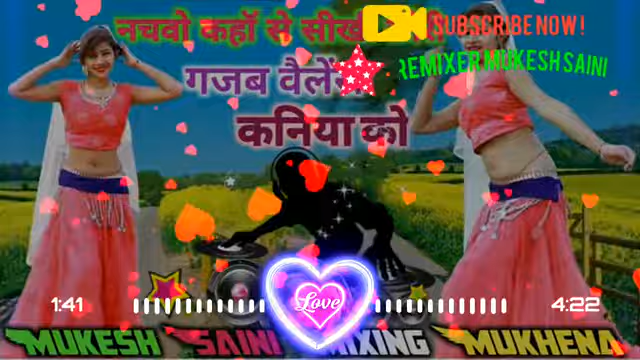 नचवो कहाँ से सीखी
SUBSCRIBE NOW !
REMIXER MUKESH SAINI
गजब वैलें
कनिया को
Love
1:41
4:22
MUKESH SAINI MIXING MUKHENA